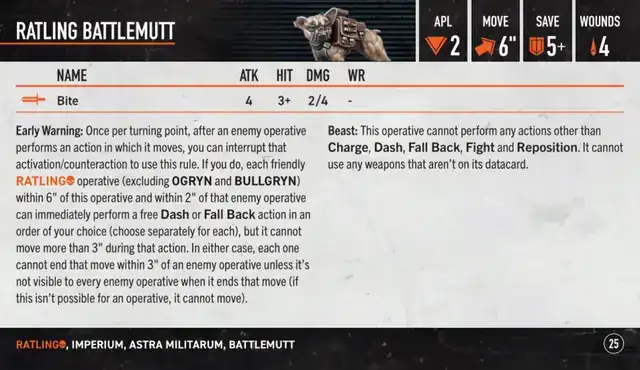 RATLING BATTLEMUTT
APL
2
MOVE
6"
SAVE
5+
WOUNDS
4
NAME ATK HIT DMG WR
Bite 4 3+ 2/4 -
Early Warning: Once per turning point, after an enemy operative
performs an action in which it moves, you can interrupt that
activation/counteraction to use this rule. If you do, each friendly
RATLING operative (excluding OGRYN and BULLGRYN)
within 6" of this operative and within 2" of that enemy operative
can immediately perform a free Dash or Fall Back action in an
order of your choice (choose separately for each), but it cannot
move more than 3" during that action. In either case, each one
cannot end that move within 3" of an enemy operative unless it's
not visible to every enemy operative when it ends that move (if
this isn't possible for an operative, it cannot move).
Beast: This operative cannot perform any actions other than
Charge, Dash, Fall Back, Fight and Reposition. It cannot
use any weapons that aren't on its datacard.
RATLING, IMPERIUM, ASTRA MILITARUM, BATTLEMUTT
25